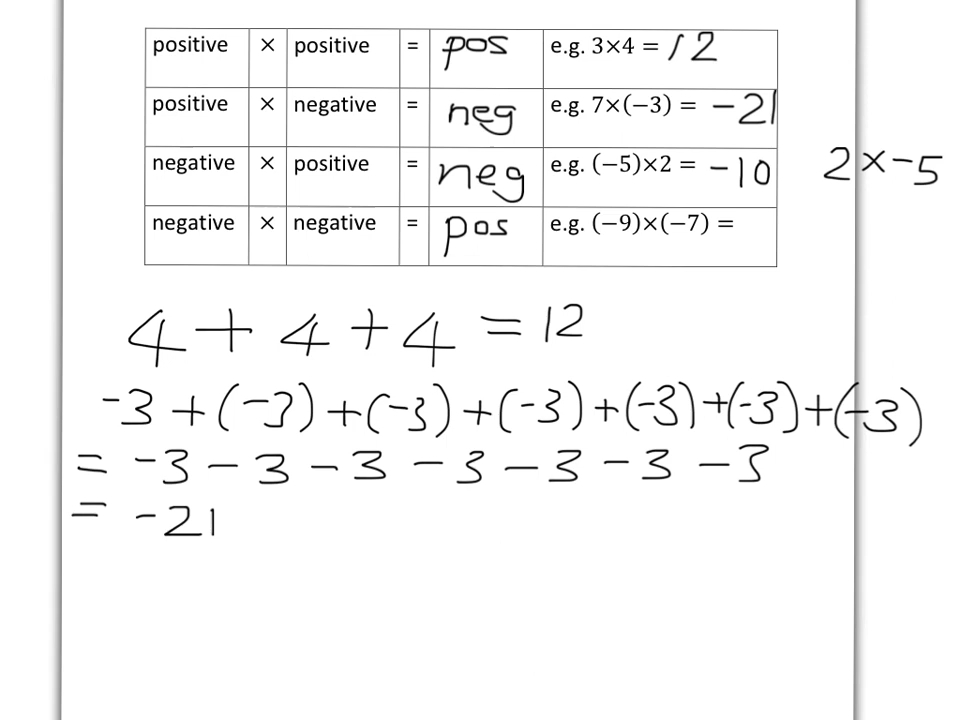 positive × positive = pos e.g. 3×4 = 12
positive × negative = neg e.g. 7×(−3) = -21
negative × positive = neg e.g. (−5)×2 = -10 2×-5
negative × negative = pos e.g. (−9)×(−7) =
4 + 4 + 4 = 12
-3 + (-3) + (-3) + (-3) + (-3) + (-3) + (-3)
= -3 - 3 - 3 - 3 - 3 - 3 - 3
= -21